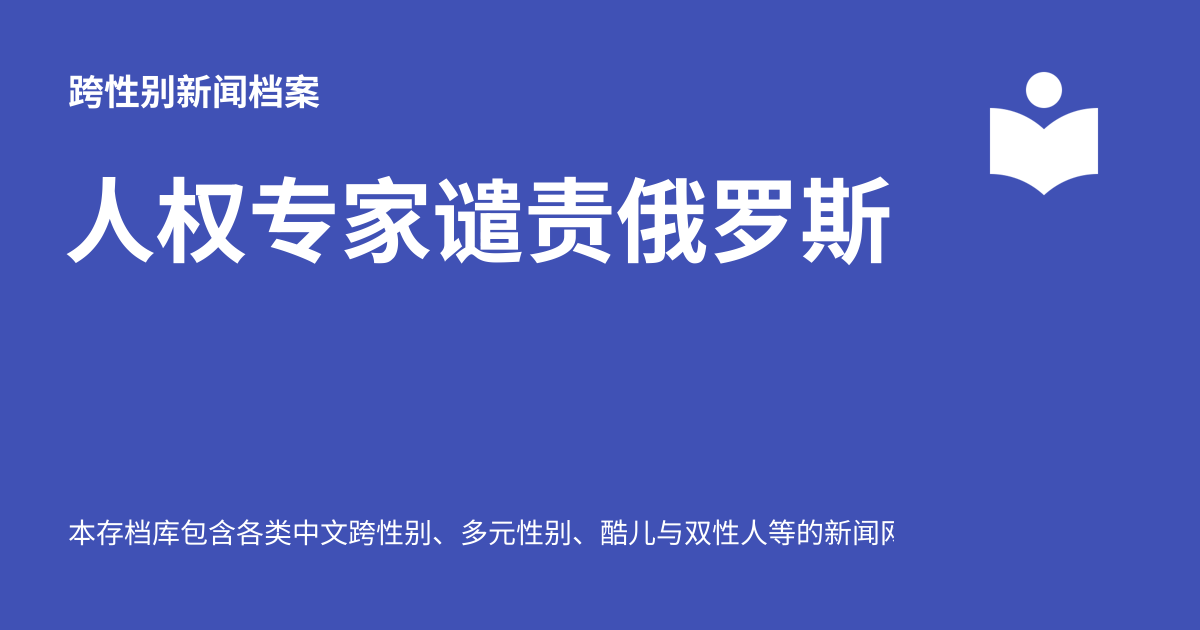 跨性别新闻档案
人权专家谴责俄罗斯
本存档库包含各类中文跨性别、多元性别、酷儿与双性人等的新闻